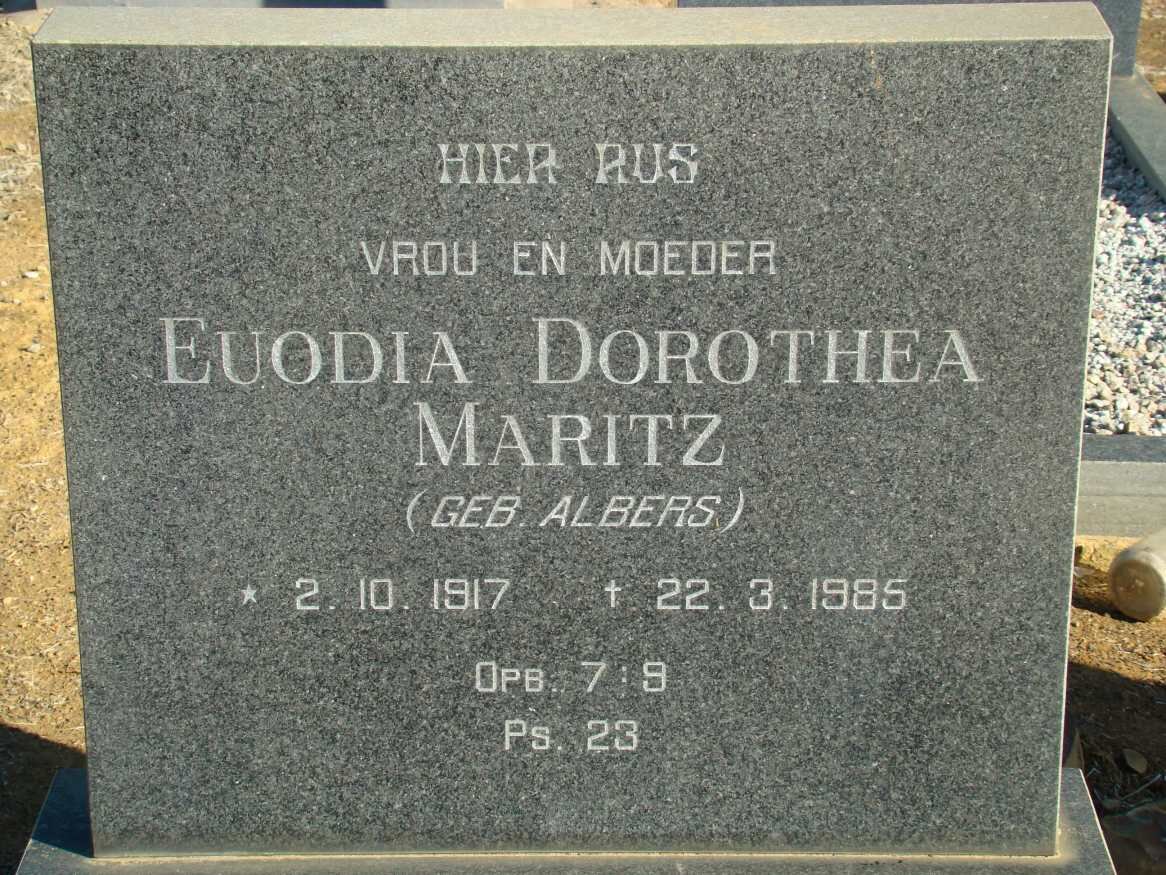 HIER RUS
VROU EN MOEDER
EUODIA DOROTHEA
MARITZ
(GEB. ALBERS)
* 2. 10. 1917 † 22. 3. 1985
OPB. 7:9
PS. 23